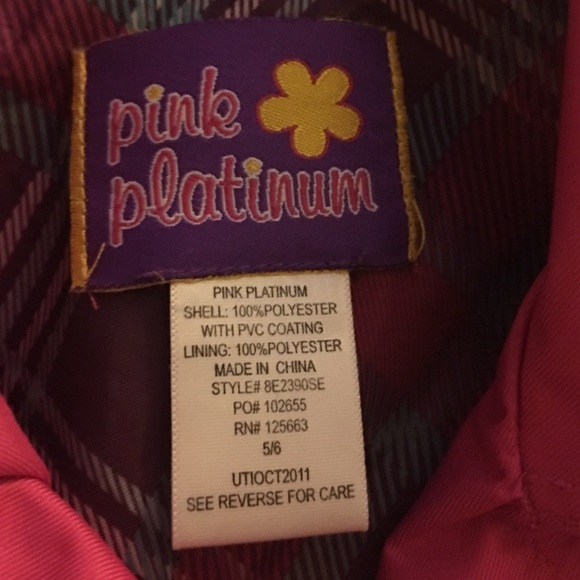 pink
platinum
PINK PLATINUM
SHELL: 100%POLYESTER
WITH PVC COATING
LINING: 100%POLYESTER
MADE IN CHINA
STYLE# 8E2390SE
PO# 102655
RN# 125663
5/6
UTIOCT2011
SEE REVERSE FOR CARE